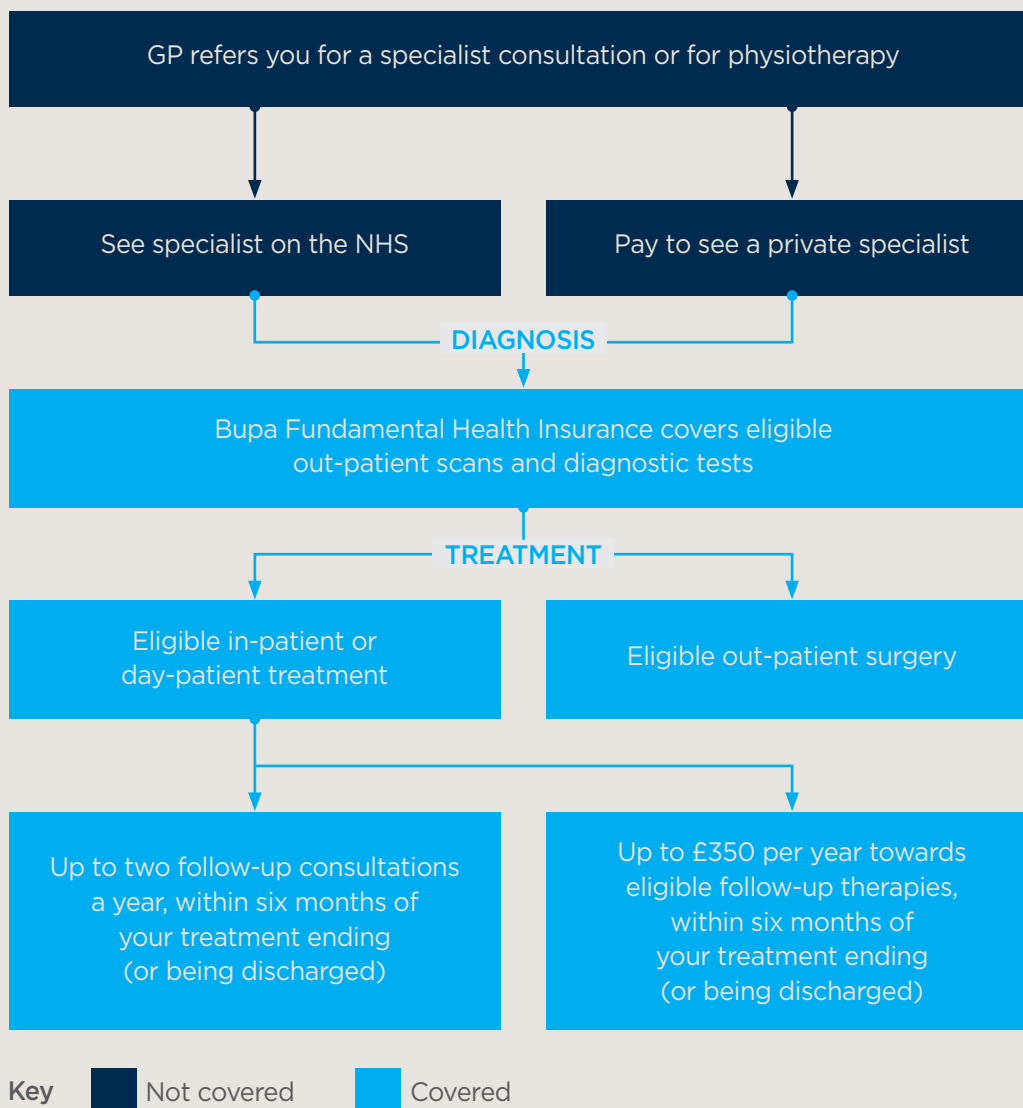 GP refers you for a specialist consultation or for physiotherapy
See specialist on the NHS
Pay to see a private specialist
DIAGNOSIS
Bupa Fundamental Health Insurance covers eligible
out-patient scans and diagnostic tests
TREATMENT
Eligible in-patient or
day-patient treatment
Eligible out-patient surgery
Up to two follow-up consultations
a year, within six months of
your treatment ending
(or being discharged)
Up to £350 per year towards
eligible follow-up therapies,
within six months of
your treatment ending
(or being discharged)
Key
Not covered
Covered